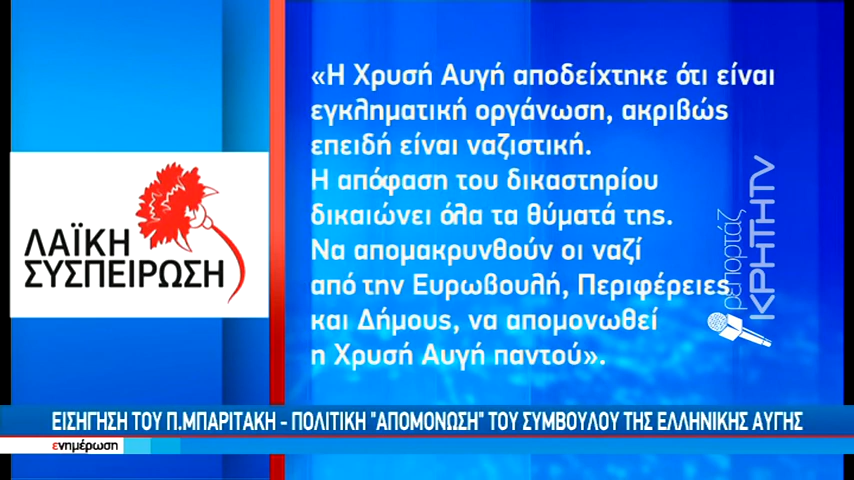 «Η Χρυσή Αυγή αποδείχτηκε ότι είναι
εγκληματική οργάνωση, ακριβώς
επειδή είναι ναζιστική.
Η απόφαση του δικαστηρίου
δικαιώνει όλα τα θύματά της.
Να απομακρυνθούν οι ναζί
από την Ευρωβουλή, Περιφέρειες
και Δήμους, να απομονωθεί
η Χρυσή Αυγή παντού».
ΛΑΪΚΗ
ΣΥΣΠΕΙΡΩΣΗ
ρεπορτάζ
ΚΡΗΤΗTV
ΕΙΣΗΓΗΣΗ ΤΟΥ Π.ΜΠΑΡΙΤΑΚΗ – ΠΟΛΙΤΙΚΗ "ΑΠΟΜΟΝΩΣΗ" ΤΟΥ ΣΥΜΒΟΥΛΟΥ ΤΗΣ ΕΛΛΗΝΙΚΗΣ ΑΥΓΗΣ
ενημέρωση